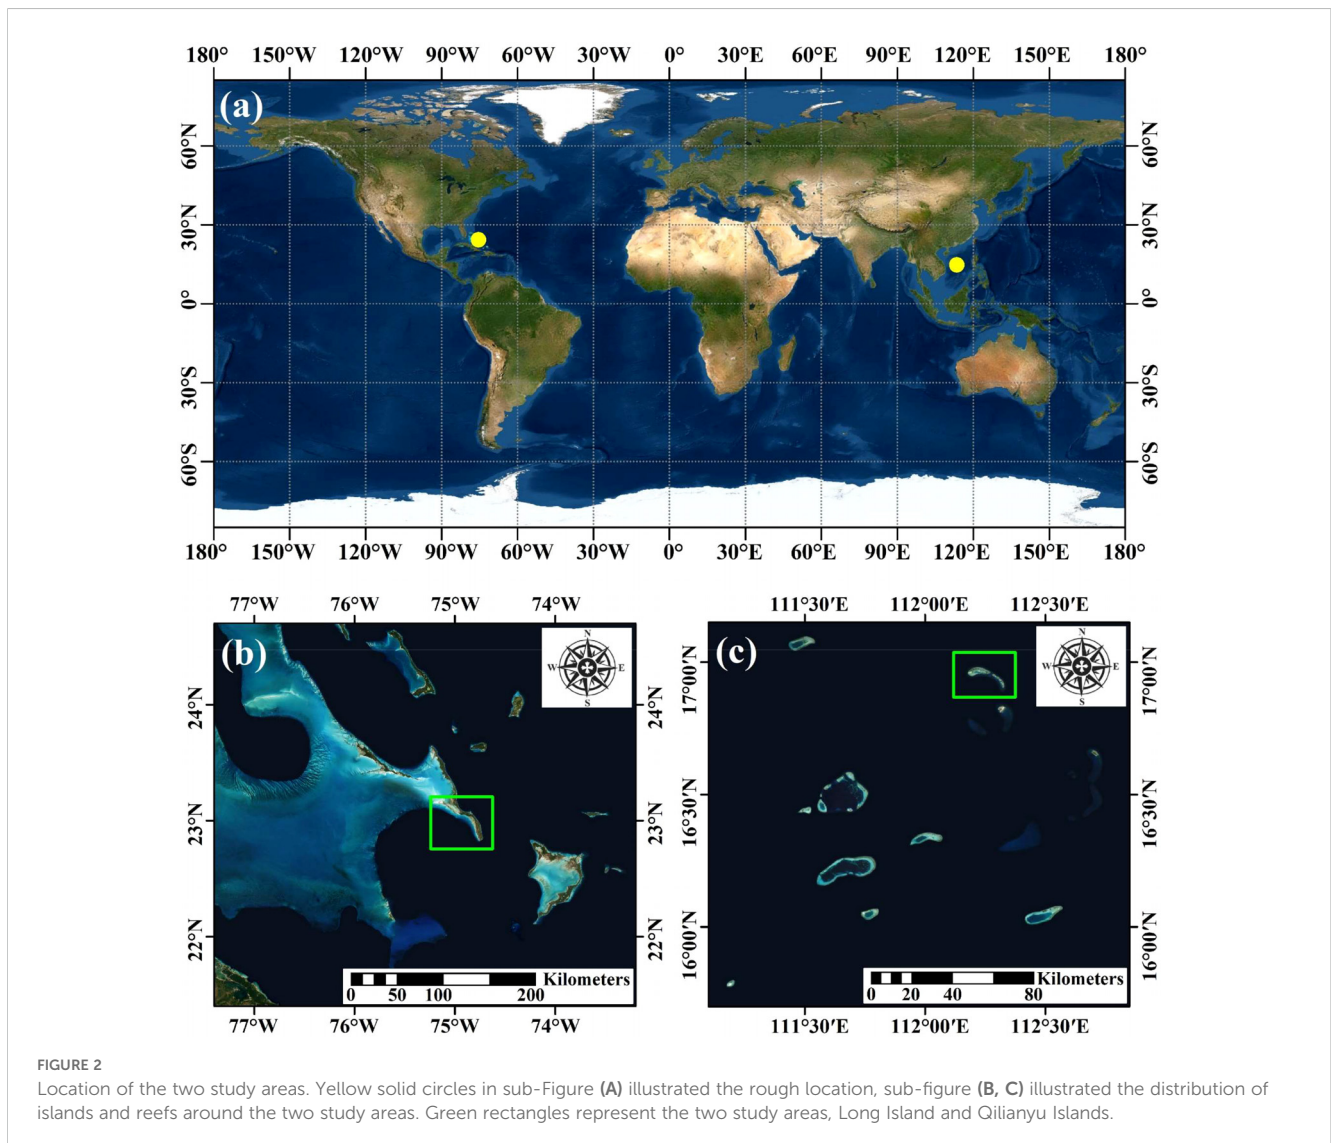 180° 150°W 120°W 90°W 60°W 30°W 0° 30°E 60°E 90°E 120°E 150°E 180°
(a)
60°N 60°N
30°N 30°N
0° 0°
30°S 30°S
60°S 60°S
180° 150°W 120°W 90°W 60°W 30°W 0° 30°E 60°E 90°E 120°E 150°E 180°
77°W 76°W 75°W 74°W
(b)
N
W E
S
24°N 24°N
23°N 23°N
22°N 22°N
Kilometers
0 50 100 200
77°W 76°W 75°W 74°W
111°30′E 112°00′E 112°30′E
(c)
N
W E
S
17°00′N 17°00′N
16°30′N 16°30′N
16°00′N 16°00′N
Kilometers
0 20 40 80
111°30′E 112°00′E 112°30′E
FIGURE 2
Location of the two study areas. Yellow solid circles in sub-Figure (A) illustrated the rough location, sub-figure (B, C) illustrated the distribution of
islands and reefs around the two study areas. Green rectangles represent the two study areas, Long Island and Qilianyu Islands.